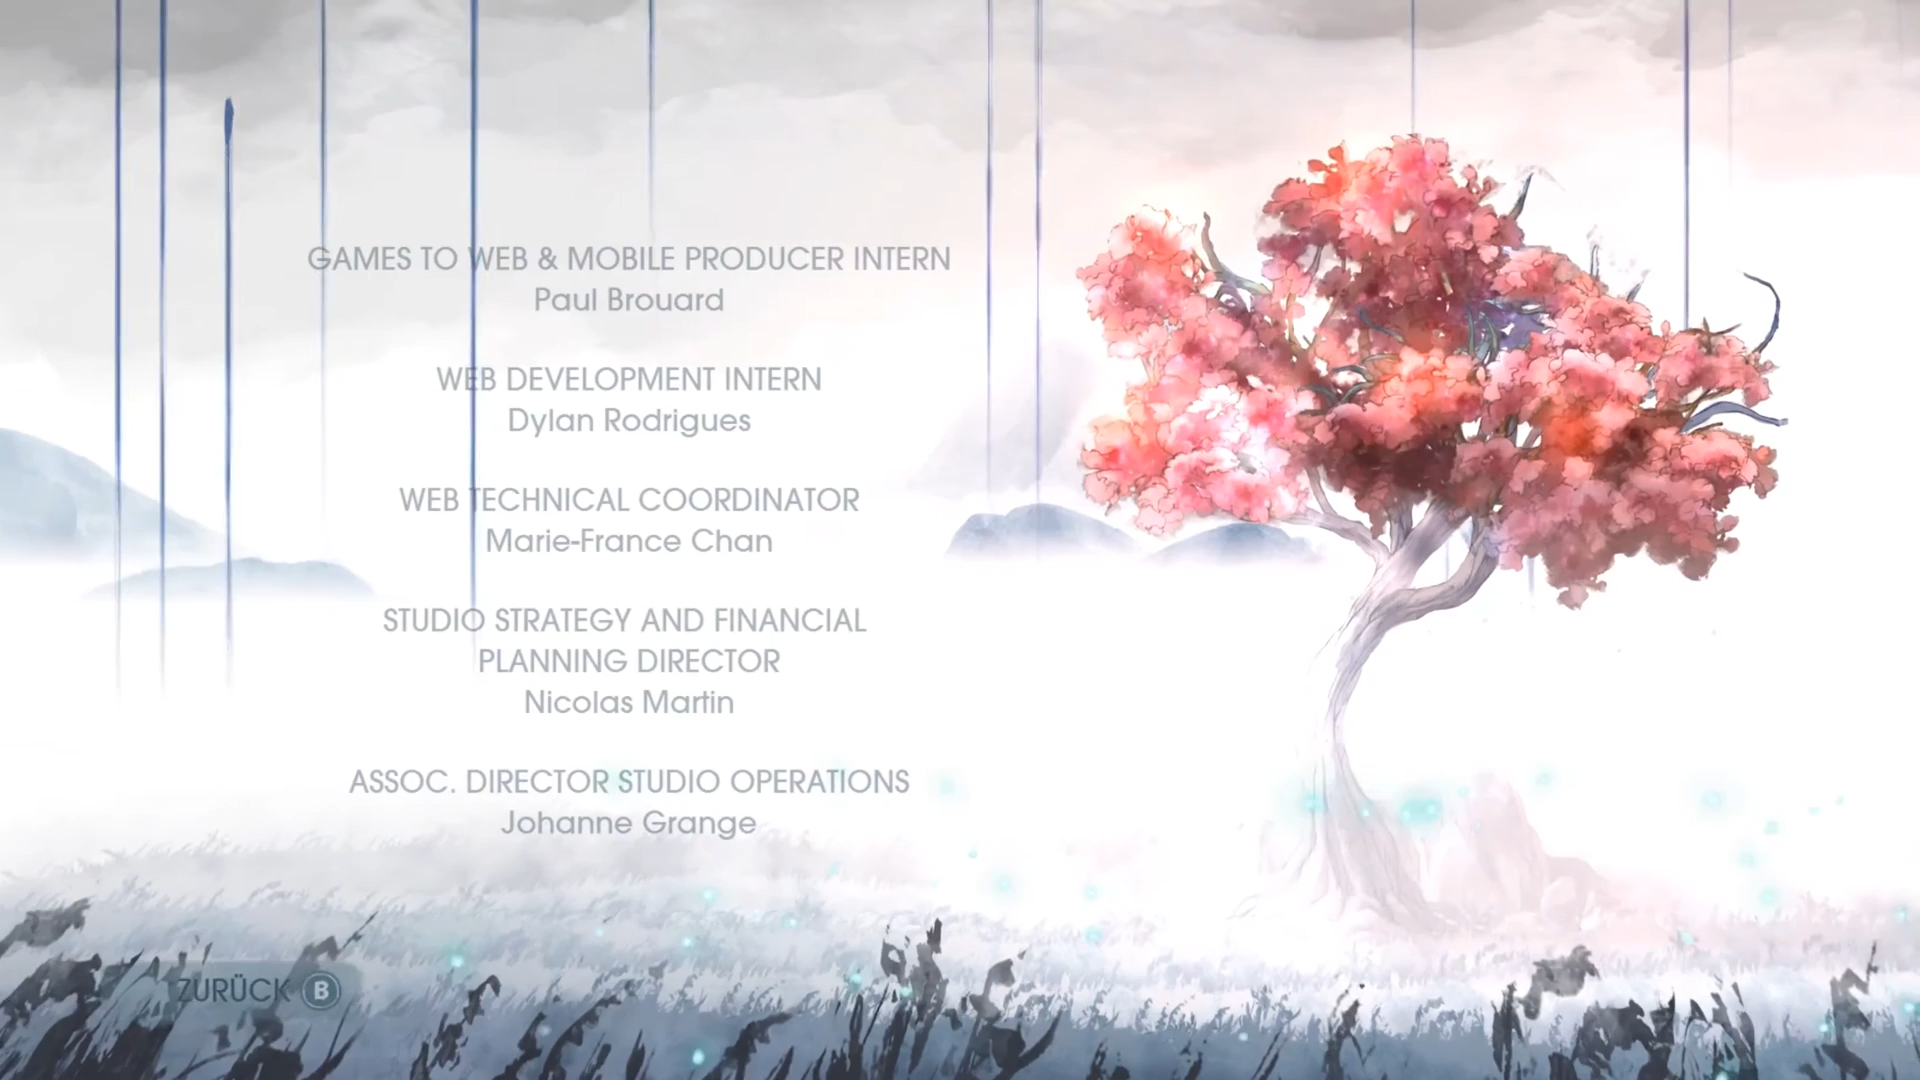 GAMES TO WEB & MOBILE PRODUCER INTERN
Paul Brouard
WEB DEVELOPMENT INTERN
Dylan Rodrigues
WEB TECHNICAL COORDINATOR
Marie-France Chan
STUDIO STRATEGY AND FINANCIAL
PLANNING DIRECTOR
Nicolas Martin
ASSOC. DIRECTOR STUDIO OPERATIONS
Johanne Grange
ZURÜCK B